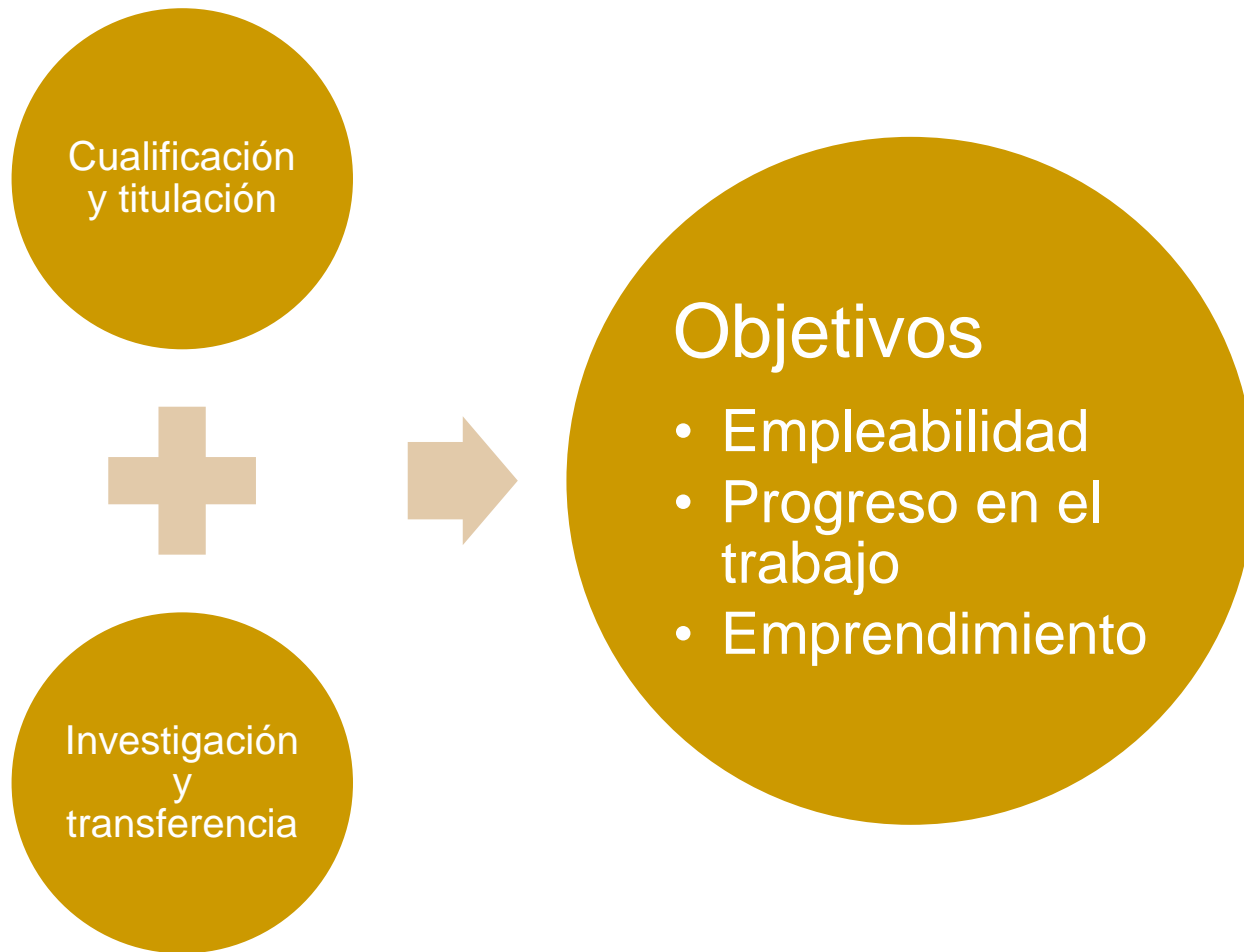 Cualificación
y titulación
Investigación
y
transferencia
Objetivos
• Empleabilidad
• Progreso en el
trabajo
• Emprendimiento